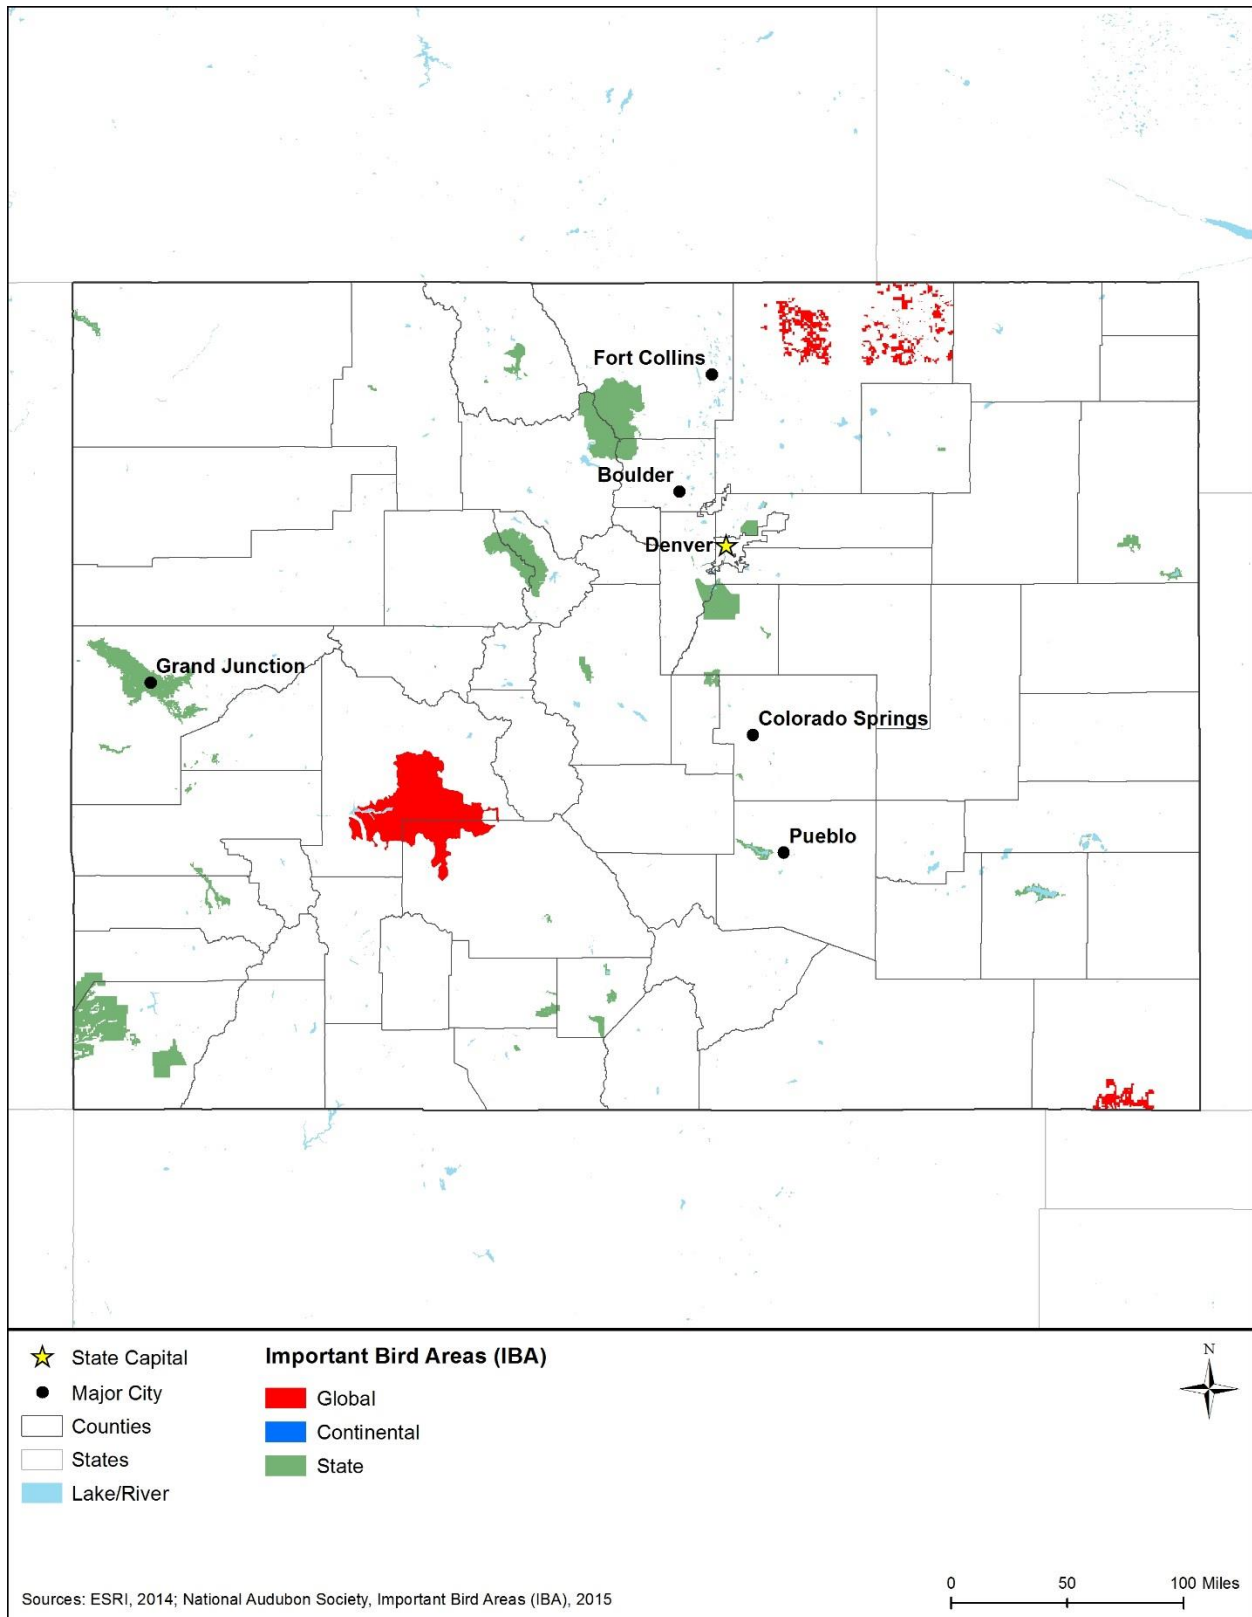 Fort Collins
Boulder
Denver
Grand Junction
Colorado Springs
Pueblo
State Capital
Major City
Counties
States
Lake/River
Important Bird Areas (IBA)
Global
Continental
State
N
Sources: ESRI, 2014; National Audubon Society, Important Bird Areas (IBA), 2015
0 50 100 Miles